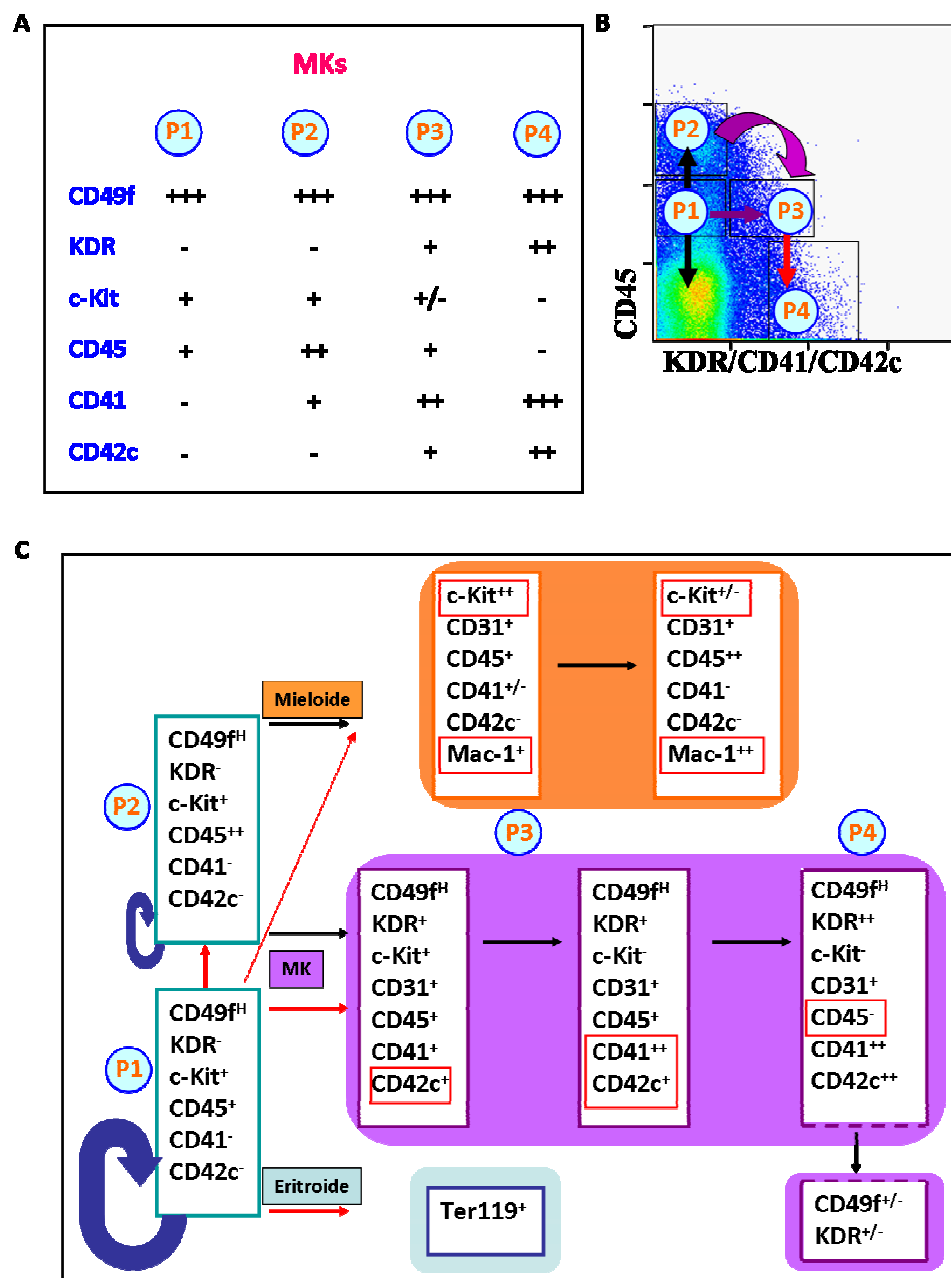 A
MKs
P1 P2 P3 P4
CD49f +++ +++ +++ +++
KDR - - + ++
c-Kit + + +/- -
CD45 + ++ + -
CD41 - + ++ +++
CD42c - - + ++
B
P2
P1 P3
P4
CD45
KDR/CD41/CD42c
C
c-Kit⁺⁺
CD31⁺
CD45⁺
CD41⁺/⁻
CD42c⁻
Mac-1⁺
c-Kit⁺/⁻
CD31⁺
CD45⁺⁺
CD41⁻
CD42c⁻
Mac-1⁺⁺
Mieloide
P2
CD49fᴴ
KDR⁻
c-Kit⁺
CD45⁺⁺
CD41⁻
CD42c⁻
MK
P3
P4
CD49fᴴ
KDR⁺
c-Kit⁺
CD31⁺
CD45⁺
CD41⁺
CD42c⁺
CD49fᴴ
KDR⁺
c-Kit⁻
CD31⁺
CD45⁺
CD41⁺⁺
CD42c⁺
CD49fᴴ
KDR⁺⁺
c-Kit⁻
CD31⁺
CD45⁻
CD41⁺⁺
CD42c⁺⁺
P1
CD49fᴴ
KDR⁻
c-Kit⁺
CD45⁺
CD41⁻
CD42c⁻
Eritroide
Ter119⁺
CD49f⁺/⁻
KDR⁺/⁻